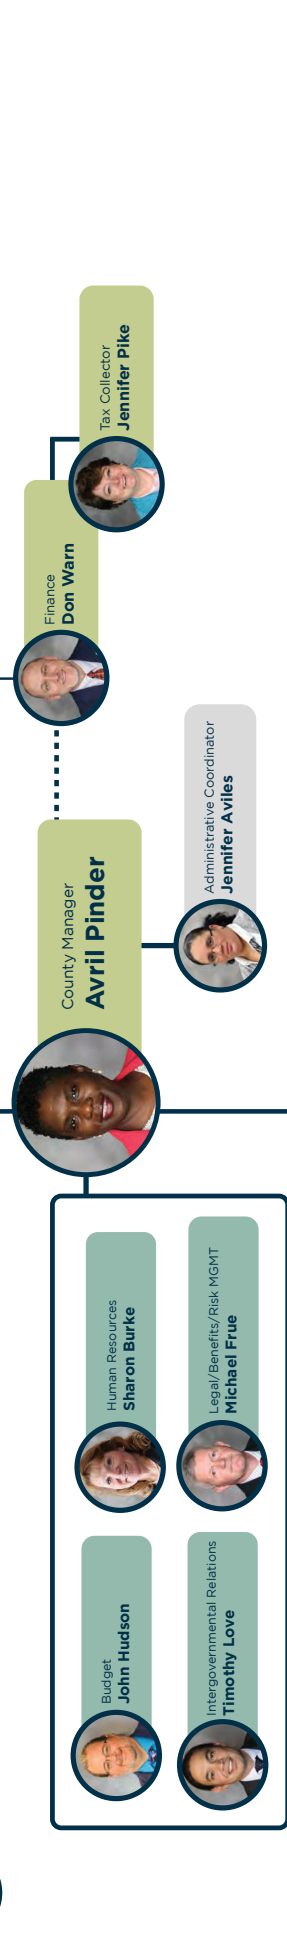 Tax Collector
Jennifer Pike
Finance
Don Warn
County Manager
Avril Pinder
Administrative Coordinator
Jennifer Aviles
Human Resources
Sharon Burke
Legal/Benefits/Risk MGMT
Michael Frue
Budget
John Hudson
Intergovernmental Relations
Timothy Love